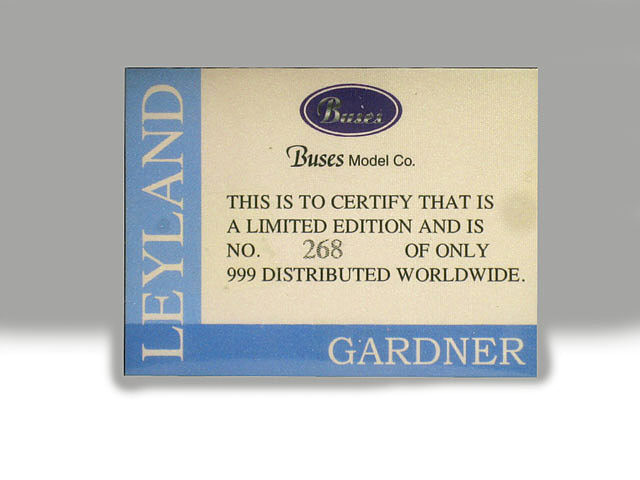 LEYLAND
Buses
Buses Model Co.
THIS IS TO CERTIFY THAT IS
A LIMITED EDITION AND IS
NO. 268 OF ONLY
999 DISTRIBUTED WORLDWIDE.
GARDNER